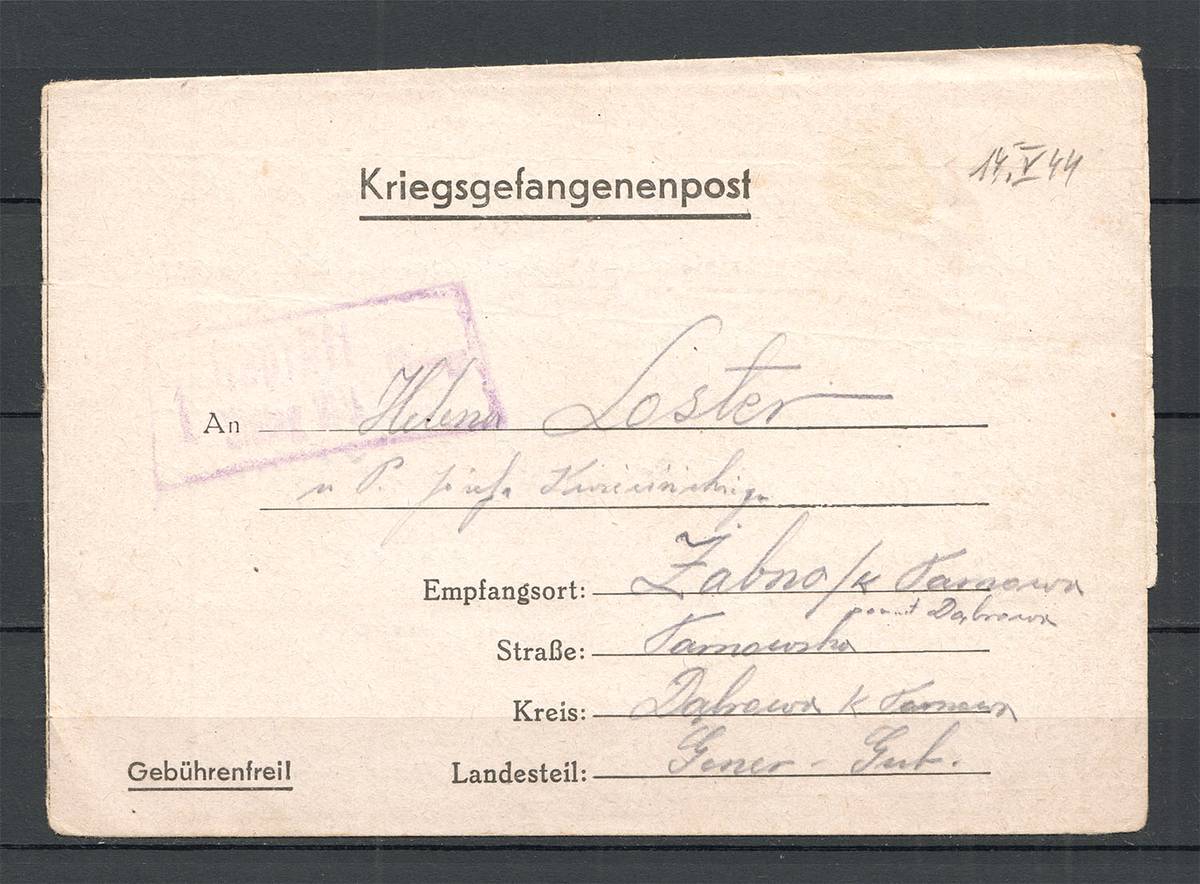 Kriegsgefangenenpost
14.V 44
An Helena Loster
u P. Józefa
Empfangsort: Żabno/k Tarnowa
powiat Dąbrowa
Straße: Tarnowska
Kreis: Dąbrowa k Tarnowa
Landesteil: Gener - Gub.
Gebührenfrei!